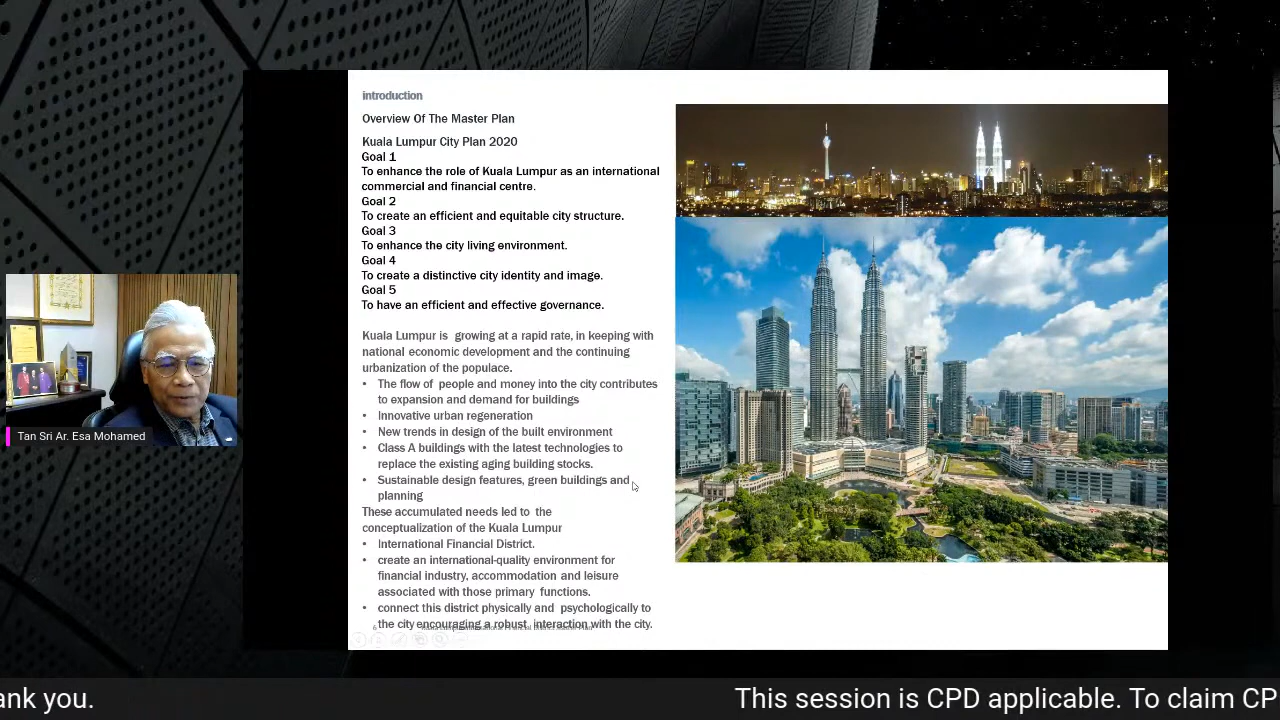 introduction
Overview Of The Master Plan
Kuala Lumpur City Plan 2020
Goal 1
To enhance the role of Kuala Lumpur as an international
commercial and financial centre.
Goal 2
To create an efficient and equitable city structure.
Goal 3
To enhance the city living environment.
Goal 4
To create a distinctive city identity and image.
Goal 5
To have an efficient and effective governance.
Kuala Lumpur is growing at a rapid rate, in keeping with
national economic development and the continuing
urbanization of the populace.
• The flow of people and money into the city contributes
to expansion and demand for buildings
• Innovative urban regeneration
• New trends in design of the built environment
• Class A buildings with the latest technologies to
replace the existing aging building stocks.
• Sustainable design features, green buildings and
planning
These accumulated needs led to the
conceptualization of the Kuala Lumpur
• International Financial District.
• create an international-quality environment for
financial industry, accommodation and leisure
associated with those primary functions.
• connect this district physically and psychologically to
the city encouraging a robust interaction with the city.
6
Tan Sri Ar. Esa Mohamed
ank you.
This session is CPD applicable. To claim CP